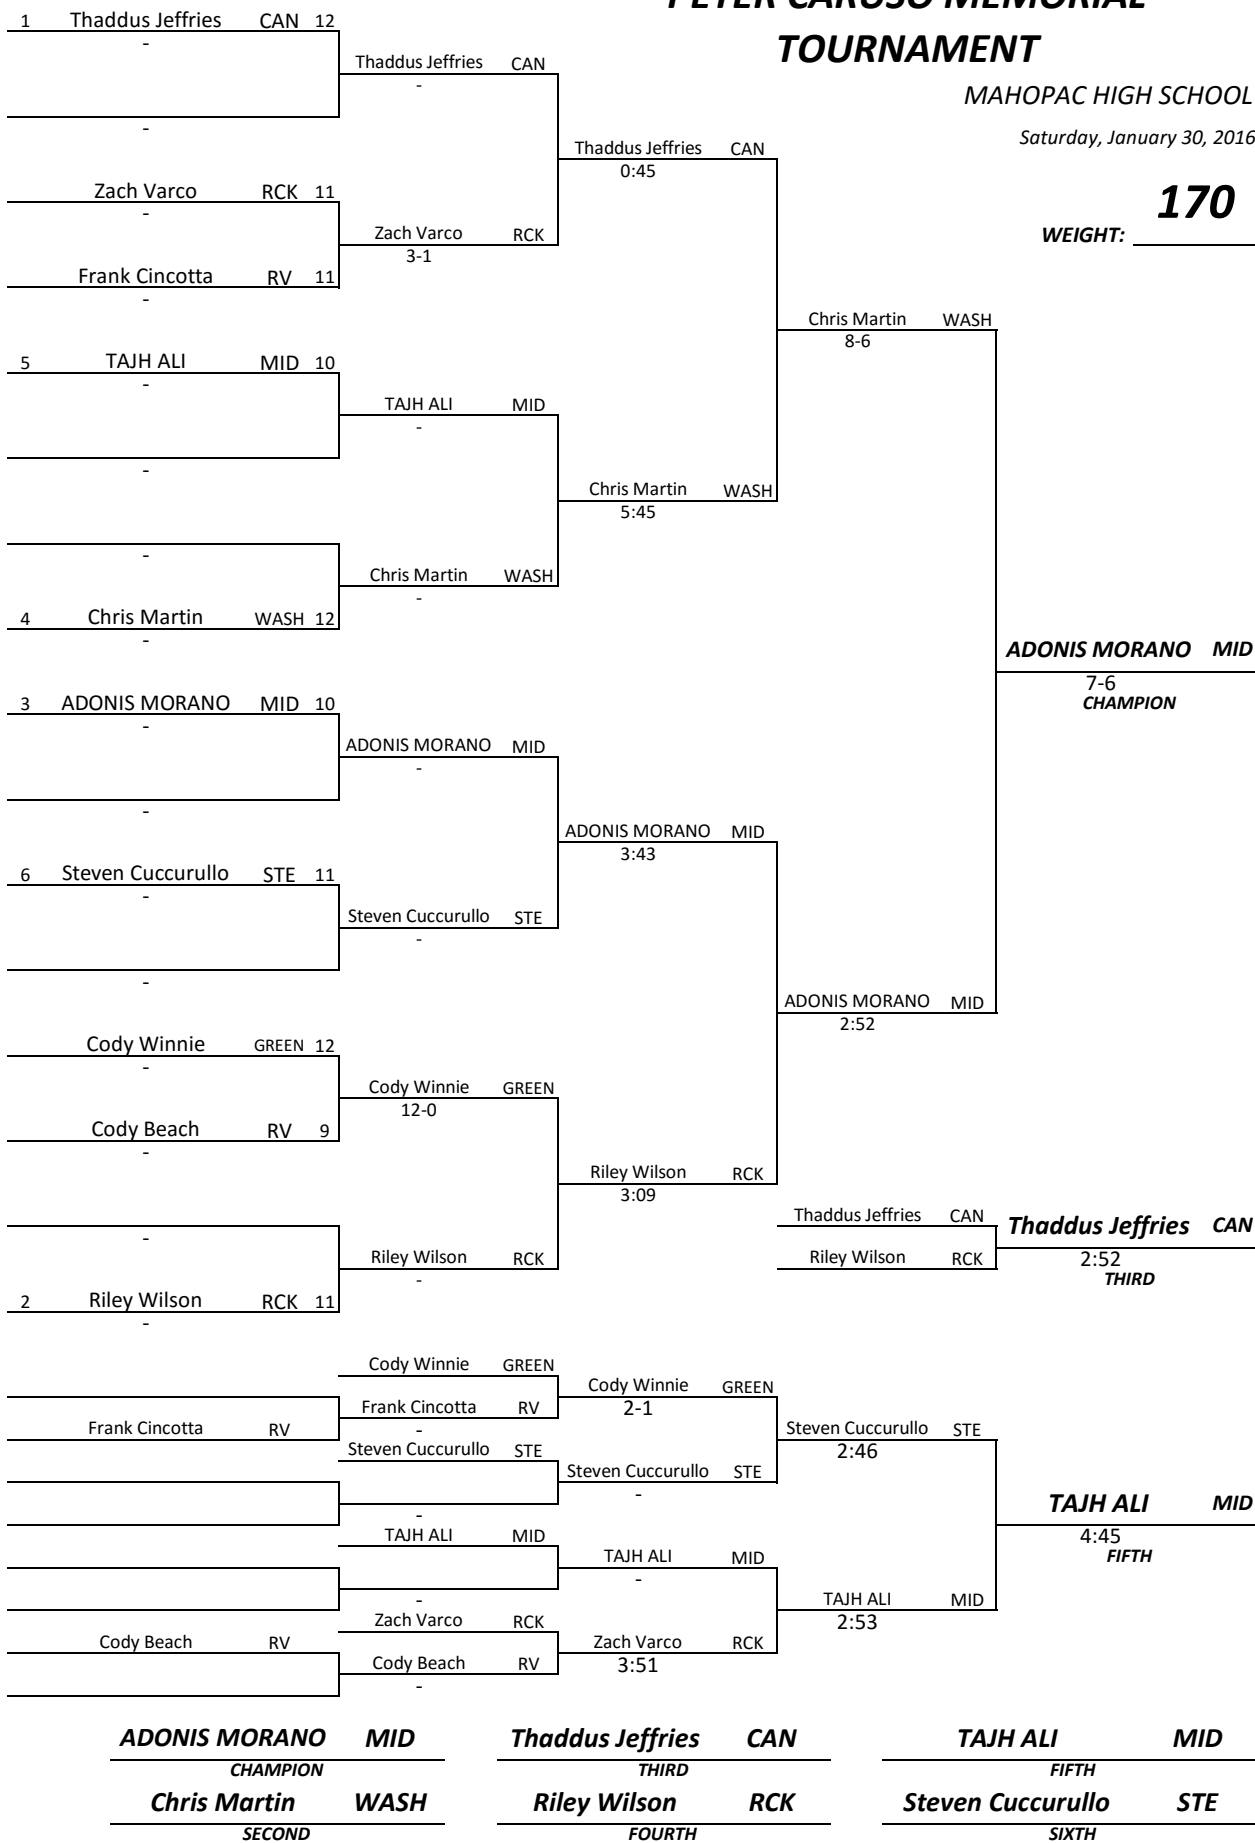 PETER CARUSO MEMORIAL
TOURNAMENT
MAHOPAC HIGH SCHOOL
Saturday, January 30, 2016
170
WEIGHT:
1 Thaddus Jeffries CAN 12
-
Thaddus Jeffries CAN
-
-
Thaddus Jeffries CAN
0:45
Zach Varco RCK 11
-
Zach Varco RCK
3-1
Frank Cincotta RV 11
-
Chris Martin WASH
8-6
5 TAJH ALI MID 10
-
TAJH ALI MID
-
-
Chris Martin WASH
5:45
-
Chris Martin WASH
-
4 Chris Martin WASH 12
-
ADONIS MORANO MID
7-6
CHAMPION
3 ADONIS MORANO MID 10
-
ADONIS MORANO MID
-
-
ADONIS MORANO MID
3:43
6 Steven Cuccurullo STE 11
-
Steven Cuccurullo STE
-
-
ADONIS MORANO MID
2:52
Cody Winnie GREEN 12
-
Cody Winnie GREEN
12-0
Cody Beach RV 9
-
Riley Wilson RCK
3:09
-
Riley Wilson RCK
-
2 Riley Wilson RCK 11
-
Thaddus Jeffries CAN
Riley Wilson RCK
Thaddus Jeffries CAN
2:52
THIRD
Cody Winnie GREEN
Cody Winnie GREEN
2-1
Frank Cincotta RV
Frank Cincotta RV
-
Steven Cuccurullo STE
2:46
Steven Cuccurullo STE
Steven Cuccurullo STE
-
-
TAJH ALI MID
4:45
FIFTH
TAJH ALI MID
TAJH ALI MID
-
-
TAJH ALI MID
2:53
Zach Varco RCK
Cody Beach RV
Zach Varco RCK
3:51
Cody Beach RV
-
ADONIS MORANO MID Thaddus Jeffries CAN TAJH ALI MID
CHAMPION THIRD FIFTH
Chris Martin WASH Riley Wilson RCK Steven Cuccurullo STE
SECOND FOURTH SIXTH